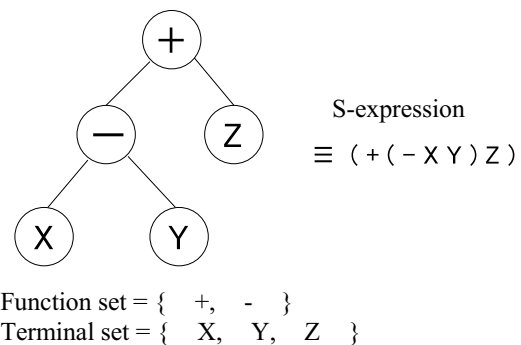 +
− Z
S-expression
≡ ( + ( − X Y ) Z )
X Y
Function set = { +, - }
Terminal set = { X, Y, Z }